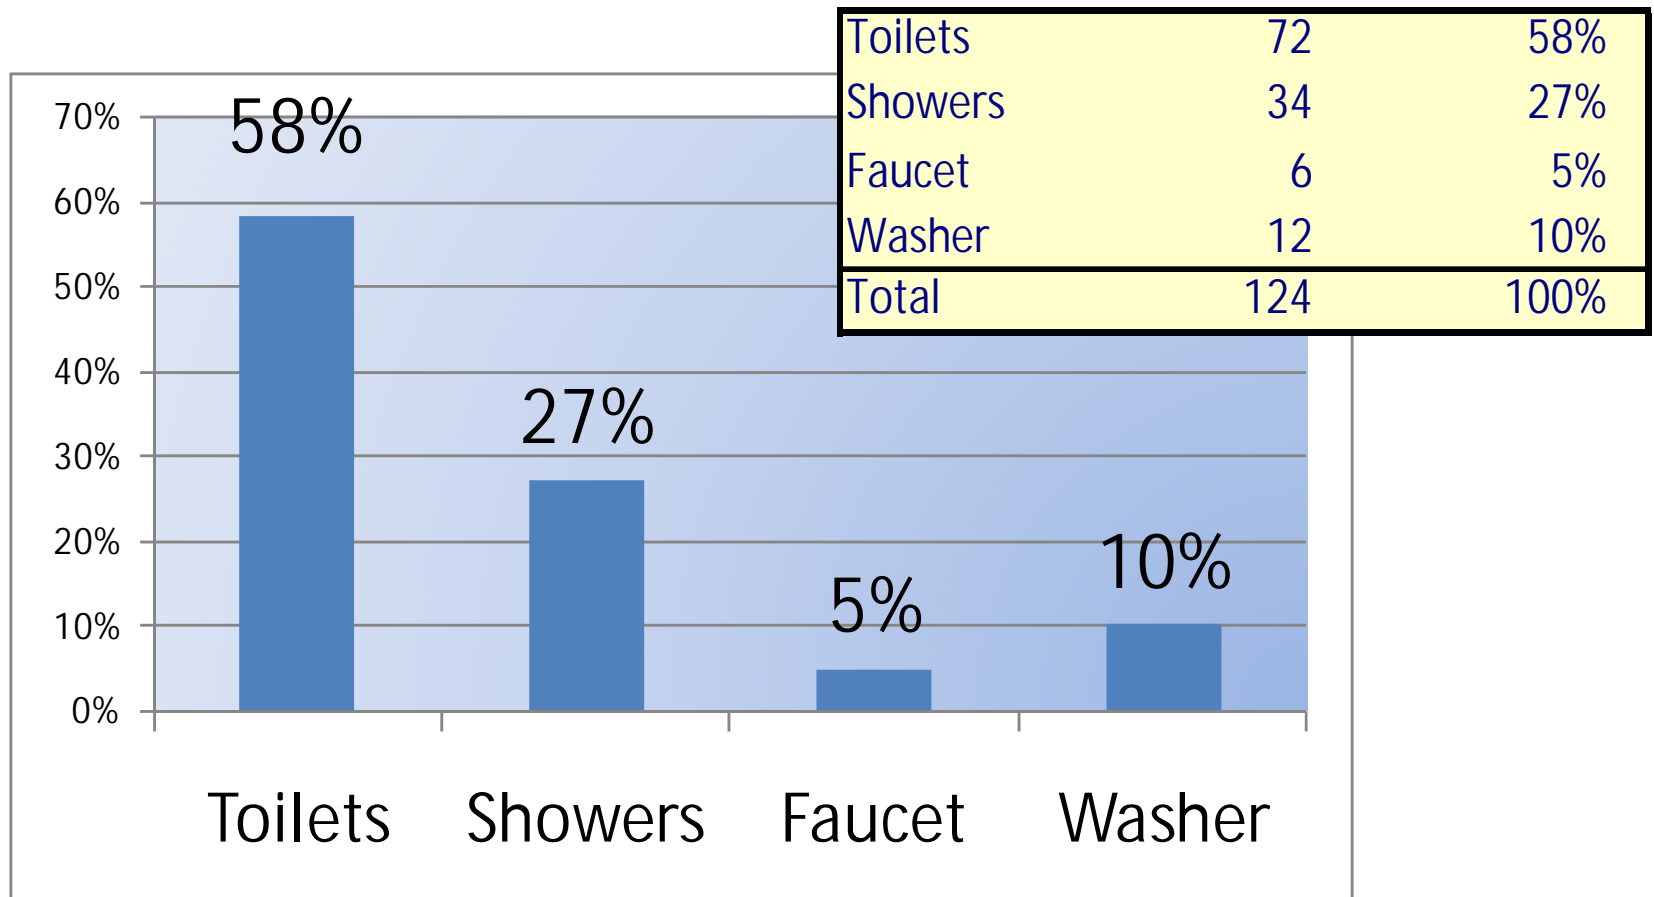 Toilets 72 58%
Showers 34 27%
Faucet 6 5%
Washer 12 10%
Total 124 100%
70%
60%
50%
40%
30%
20%
10%
0%
58%
27%
5%
10%
Toilets Showers Faucet Washer